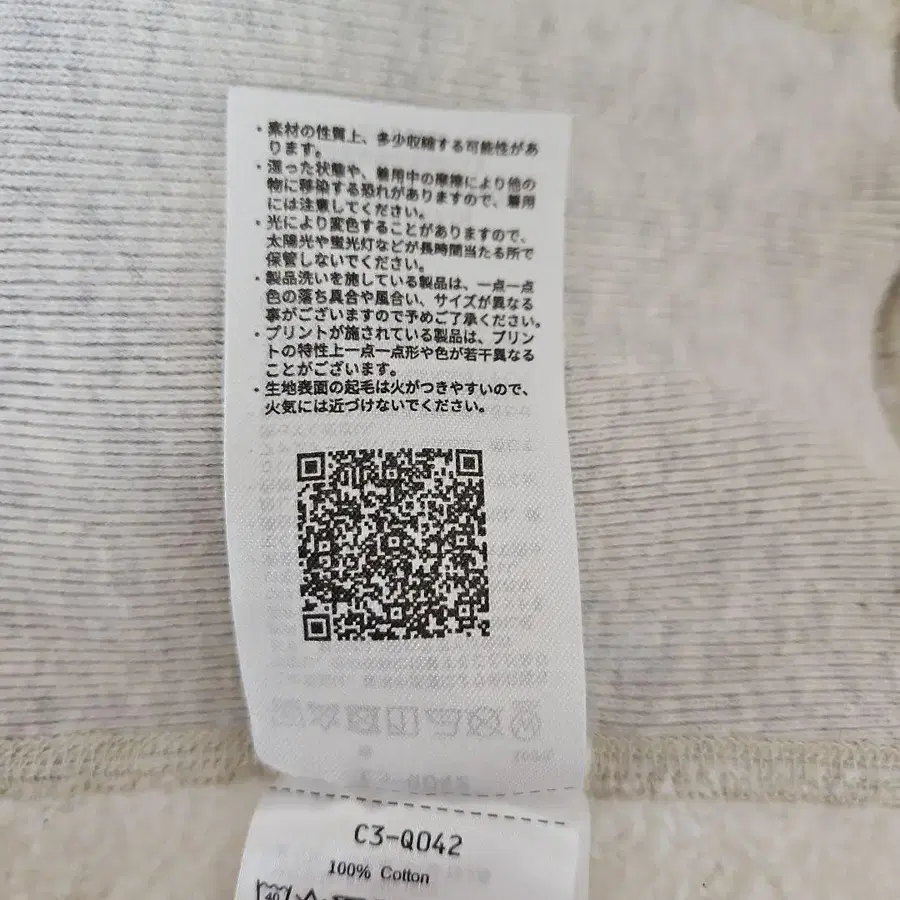 ・素材の性質上、多少収縮する可能性があ
ります。
・湿った状態や、着用中の摩擦により他の
物に移染する恐れがありますので、着用
には注意してください。
・光により変色することがありますので、
太陽光や蛍光灯などが長時間当たる所で
保管しないでください。
・製品洗いを施している製品は、一点一点
色の落ち具合や風合い、サイズが異なる
事がございますので予めご了承ください。
・プリントが施されている製品は、プリン
トの特性上一点一点形や色が若干異なる
ことがございます。
・生地表面の起毛は火がつきやすいので、
火気には近づけないでください。
C3-Q042
100% Cotton
40